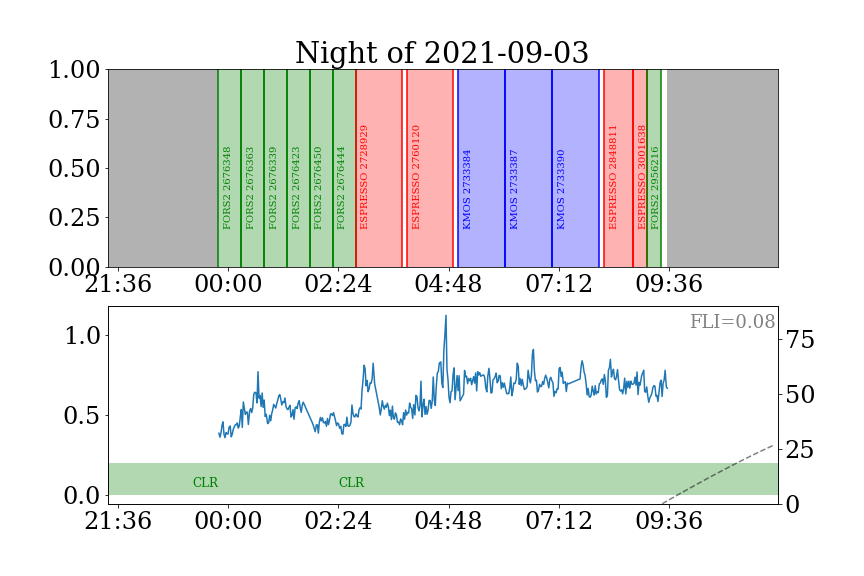 Night of 2021-09-03
1.00
0.75
0.50
0.25
0.00
FORS2 2676348
FORS2 2676363
FORS2 2676339
FORS2 2676423
FORS2 2676450
FORS2 2676444
ESPRESSO 2728929
ESPRESSO 2760120
KMOS 2733384
KMOS 2733387
KMOS 2733390
ESPRESSO 2848811
ESPRESSO 3001638
FORS2 2956216
21:36 00:00 02:24 04:48 07:12 09:36
FLI=0.08
1.0
0.5
0.0
75
50
25
0
CLR CLR
21:36 00:00 02:24 04:48 07:12 09:36